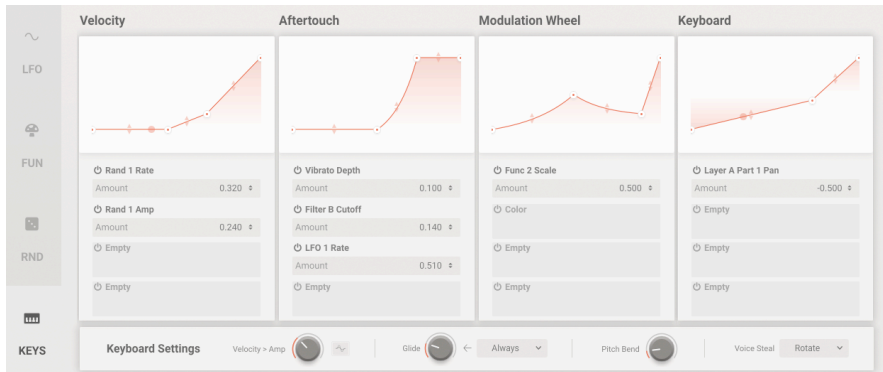 Velocity
Aftertouch
Modulation Wheel
Keyboard
LFO
FUN
RND
KEYS
Rand 1 Rate
Amount 0.320
Rand 1 Amp
Amount 0.240
Empty
Empty
Vibrato Depth
Amount 0.100
Filter B Cutoff
Amount 0.140
LFO 1 Rate
Amount 0.510
Empty
Func 2 Scale
Amount 0.500
Color
Empty
Empty
Layer A Part 1 Pan
Amount -0.500
Empty
Empty
Empty
Keyboard Settings
Velocity > Amp
Glide
Always
Pitch Bend
Voice Steal
Rotate